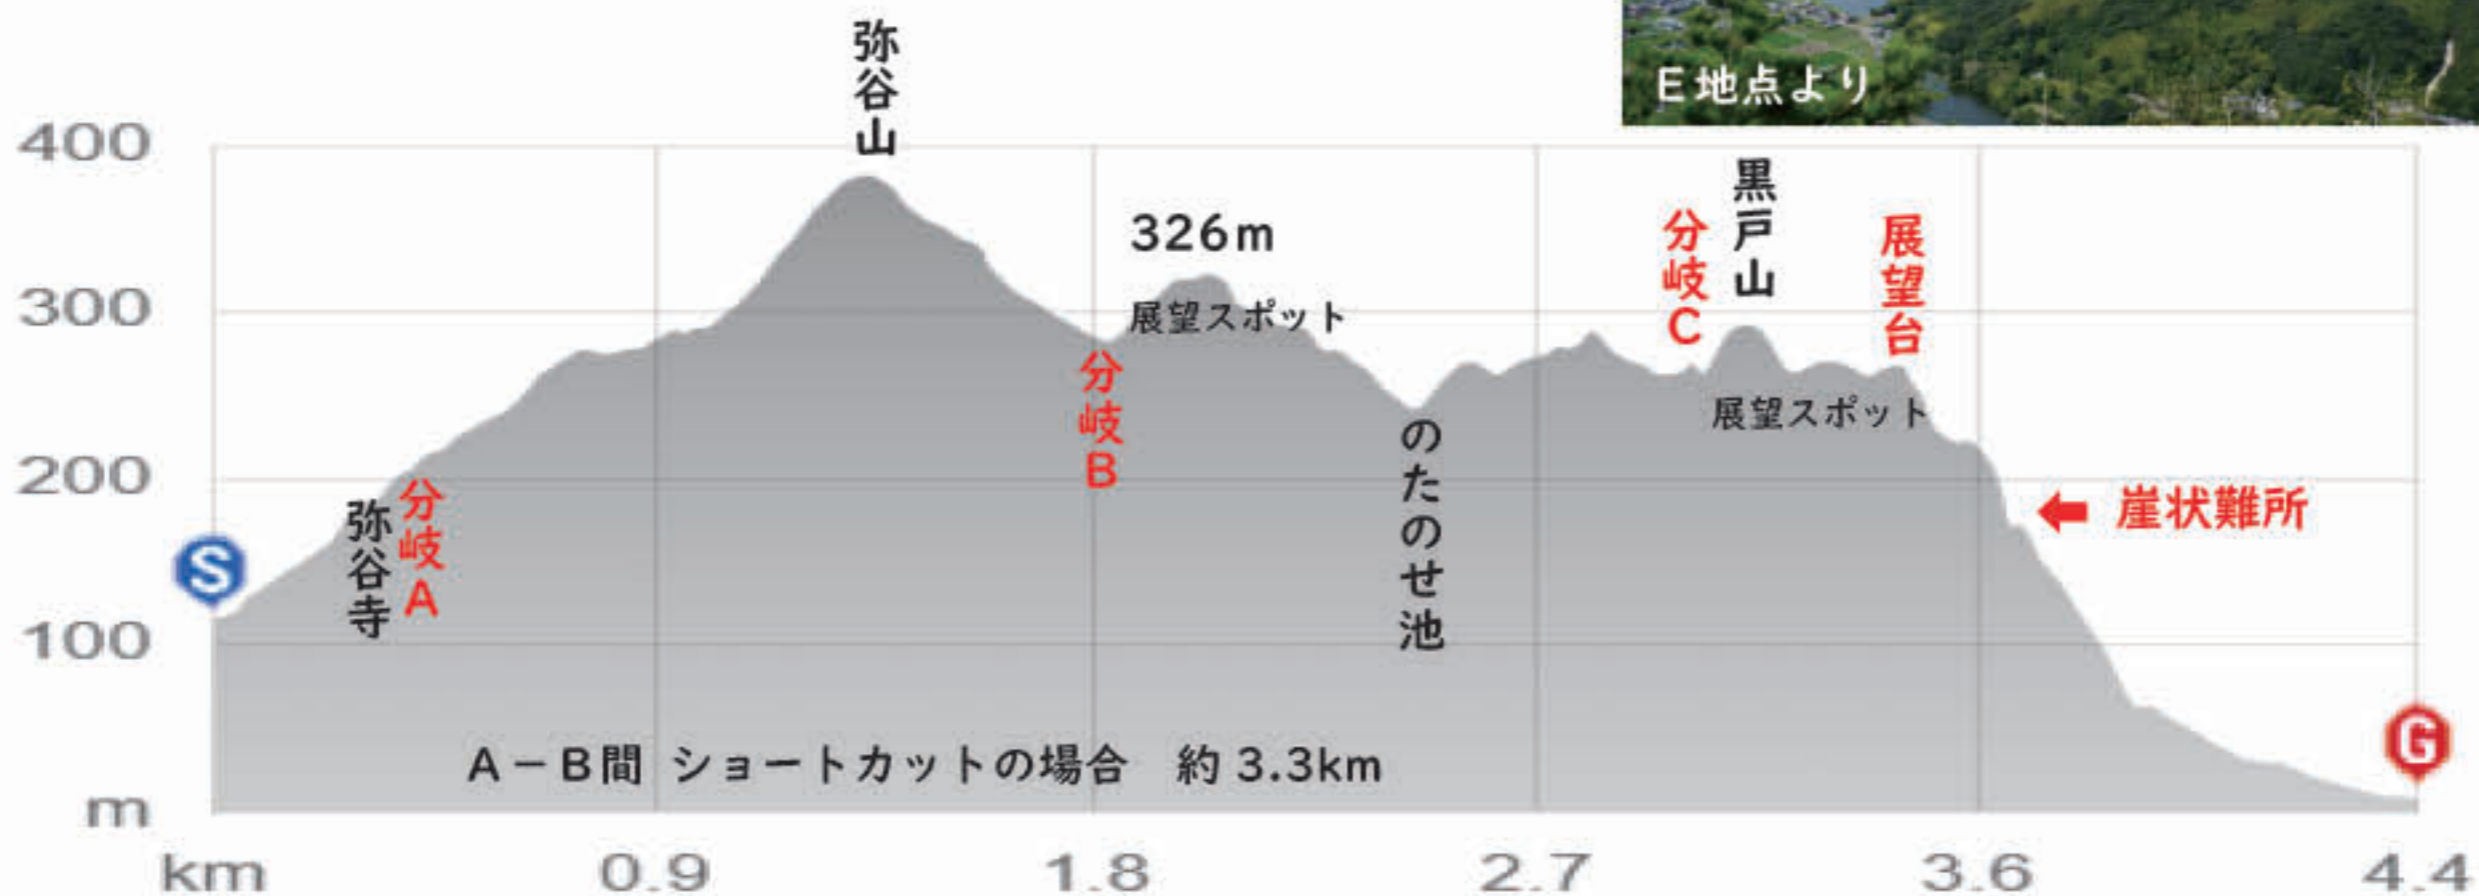 E地点より
弥谷山
400
黒戸山
326m
分岐C
展望台
300
展望スポット
分岐B
展望スポット
のたのせ池
200
分岐A
弥谷寺
崖状難所
S
100
G
A－B間 ショートカットの場合 約3.3km
m
km 0.9 1.8 2.7 3.6 4.4